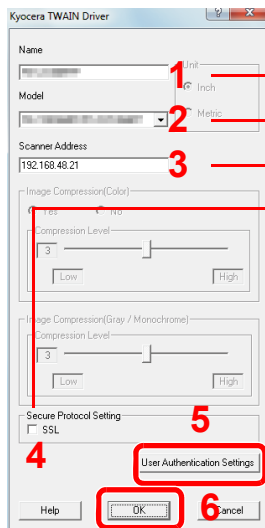 Kyocera TWAIN Driver
Name
1
Unit
Inch
Model
2
Metric
Scanner Address
192.168.48.21
3
Image Compression(Color)
Yes No
Compression Level
3
Low High
Image Compression(Gray / Monochrome)
Compression Level
3
Low High
Secure Protocol Setting
SSL
4
5
User Authentication Settings
Help OK 6 Cancel